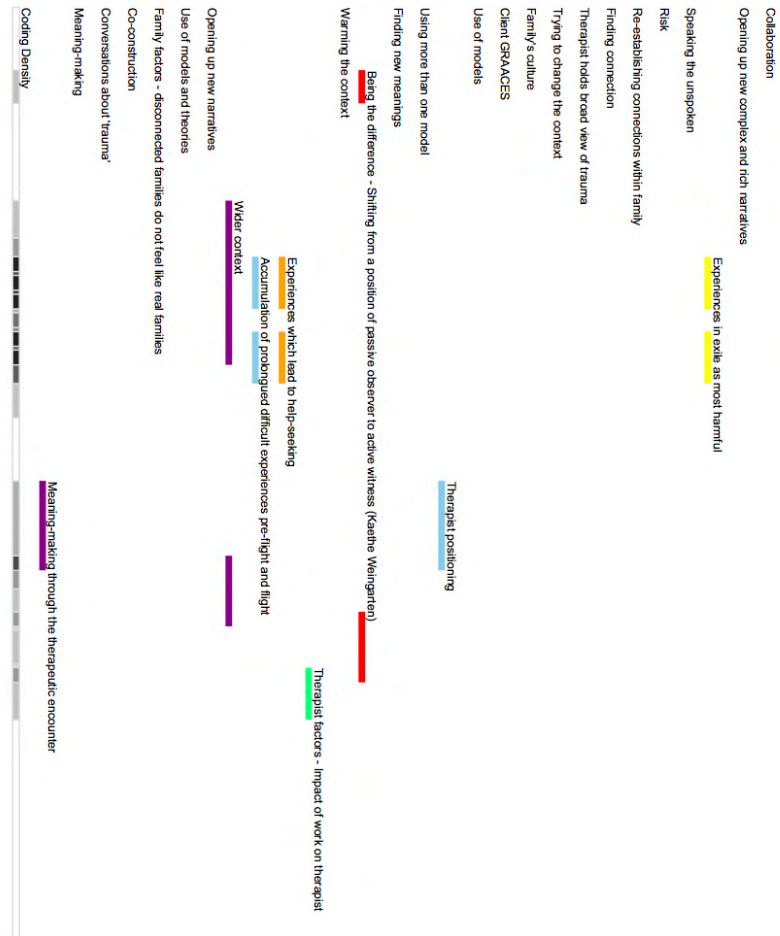 Collaboration
Opening up new complex and rich narratives
Experiences in exile as most harmful
Speaking the unspoken
Risk
Re-establishing connections within family
Finding connection
Therapist holds broad view of trauma
Trying to change the context
Family's culture
Client GRAACES
Use of models
Therapist positioning
Using more than one model
Finding new meanings
Being the difference - Shifting from a position of passive observer to active witness (Kaethe Weingarten)
Warming the context
Therapist factors - Impact of work on therapist
Experiences which lead to help-seeking
Accumulation of prolongued difficult experiences pre-flight and flight
Wider context
Opening up new narratives
Use of models and theories
Family factors - disconnected families do not feel like real families
Co-construction
Conversations about 'trauma'
Meaning-making
Meaning-making through the therapeutic encounter
Coding Density